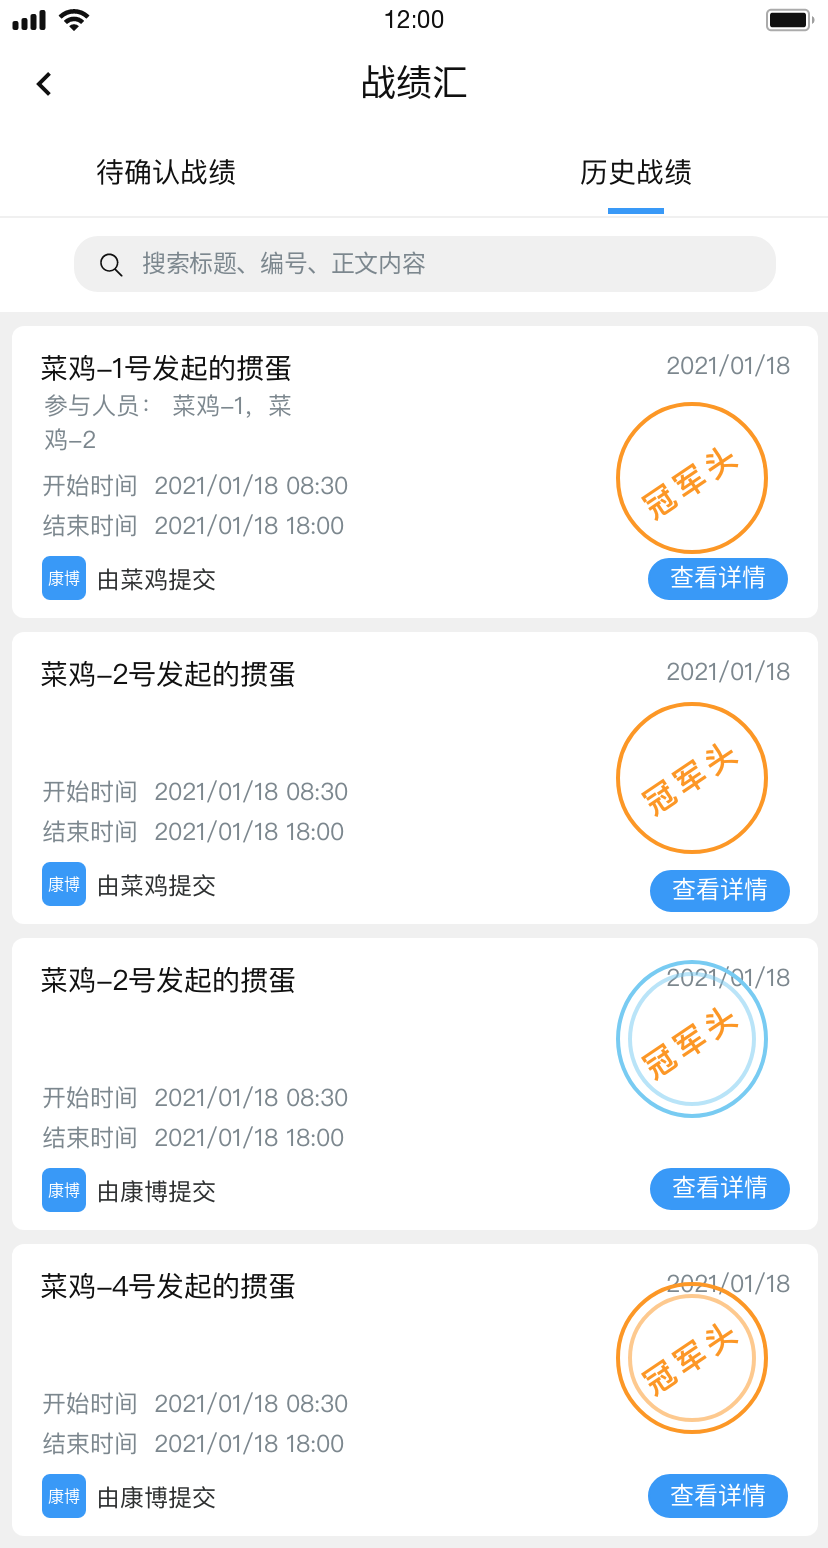 12:00
战绩汇
待确认战绩
历史战绩
搜索标题、编号、正文内容
菜鸡-1号发起的掼蛋
2021/01/18
参与人员： 菜鸡-1，菜
鸡-2
冠军头
开始时间 2021/01/18 08:30
结束时间 2021/01/18 18:00
康博 由菜鸡提交
查看详情
菜鸡-2号发起的掼蛋
2021/01/18
冠军头
开始时间 2021/01/18 08:30
结束时间 2021/01/18 18:00
康博 由菜鸡提交
查看详情
菜鸡-2号发起的掼蛋
2021/01/18
冠军头
开始时间 2021/01/18 08:30
结束时间 2021/01/18 18:00
康博 由康博提交
查看详情
菜鸡-4号发起的掼蛋
2021/01/18
冠军头
开始时间 2021/01/18 08:30
结束时间 2021/01/18 18:00
康博 由康博提交
查看详情